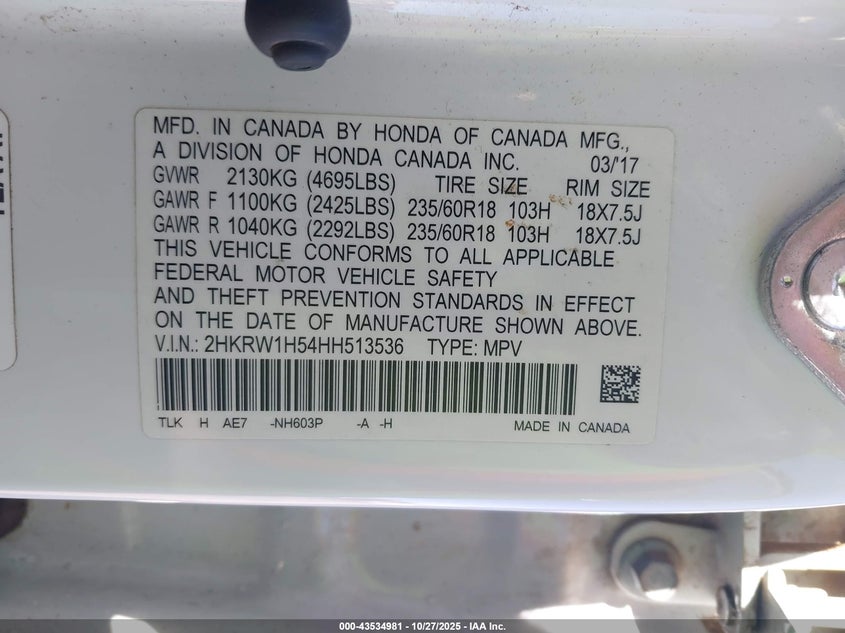 MFD. IN CANADA BY HONDA OF CANADA MFG.,
A DIVISION OF HONDA CANADA INC. 03/'17
GVWR 2130KG (4695LBS) TIRE SIZE RIM SIZE
GAWR F 1100KG (2425LBS) 235/60R18 103H 18X7.5J
GAWR R 1040KG (2292LBS) 235/60R18 103H 18X7.5J
THIS VEHICLE CONFORMS TO ALL APPLICABLE
FEDERAL MOTOR VEHICLE SAFETY
AND THEFT PREVENTION STANDARDS IN EFFECT
ON THE DATE OF MANUFACTURE SHOWN ABOVE.
V.I.N.: 2HKRW1H54HH513536 TYPE: MPV
TLK H AE7 -NH603P -A -H MADE IN CANADA
000-43534981 | 10/27/2025 | IAA Inc.